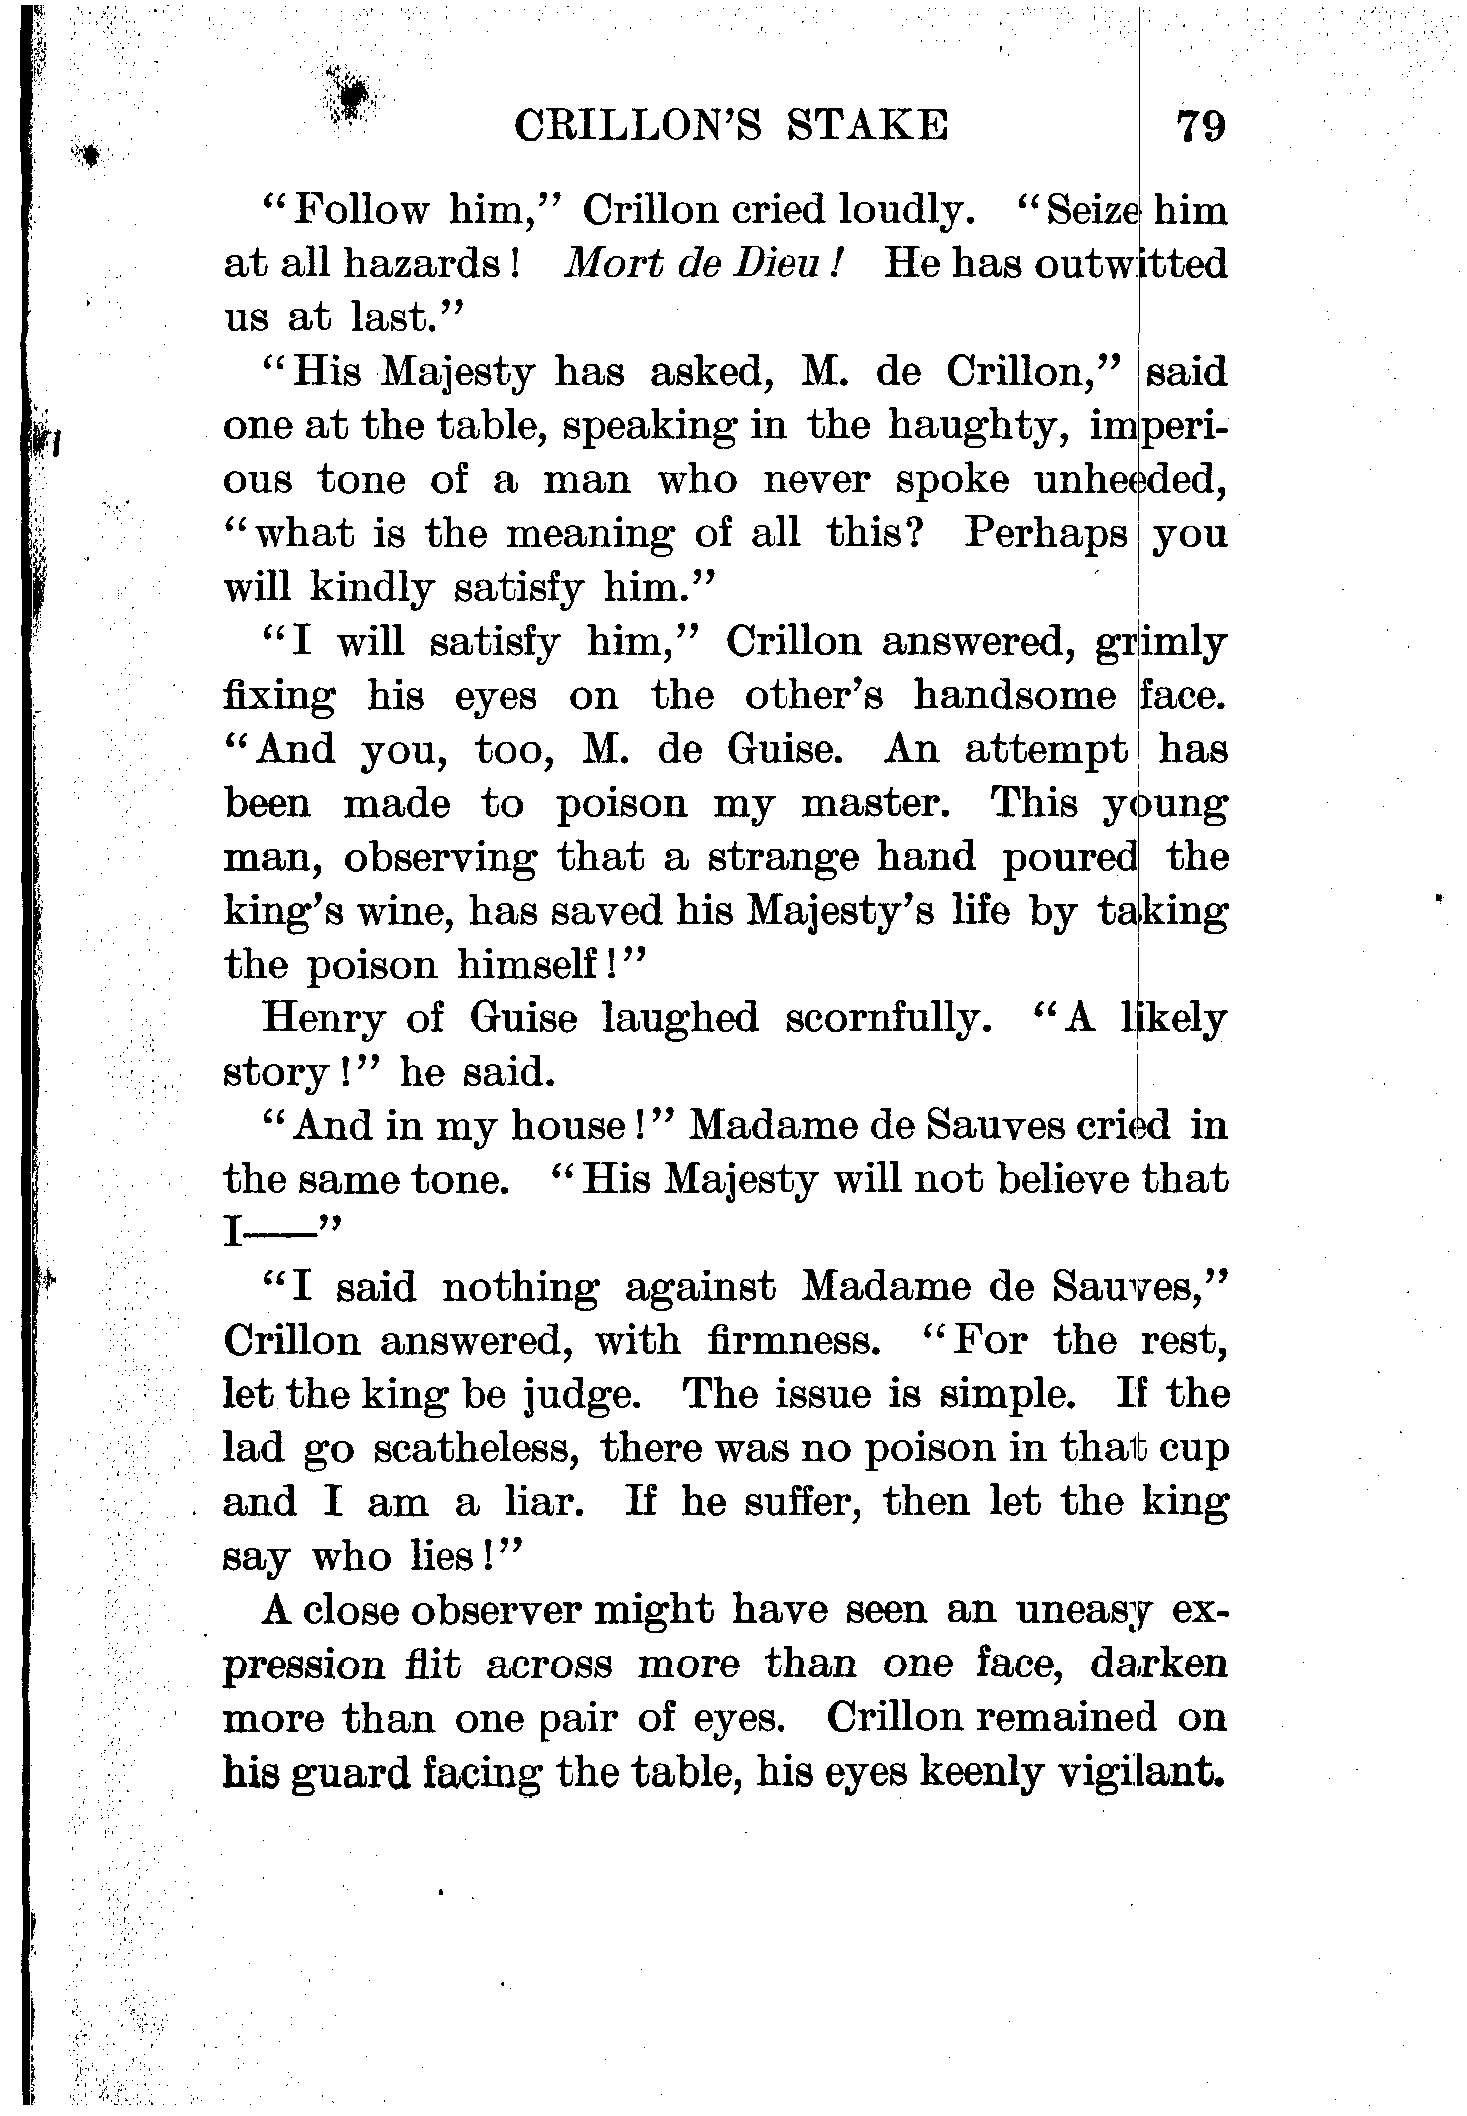 CRILLON'S STAKE 79
"Follow him," Crillon cried loudly. "Seize him
at all hazards! Mort de Dieu! He has outwitted
us at last."
"His Majesty has asked, M. de Crillon," said
one at the table, speaking in the haughty, imperi-
ous tone of a man who never spoke unheeded,
"what is the meaning of all this? Perhaps you
will kindly satisfy him."
"I will satisfy him," Crillon answered, grimly
fixing his eyes on the other's handsome face.
"And you, too, M. de Guise. An attempt has
been made to poison my master. This young
man, observing that a strange hand poured the
king's wine, has saved his Majesty's life by taking
the poison himself!"
Henry of Guise laughed scornfully. "A likely
story!" he said.
"And in my house!" Madame de Sauves cried in
the same tone. "His Majesty will not believe that
I——"
"I said nothing against Madame de Sauves,"
Crillon answered, with firmness. "For the rest,
let the king be judge. The issue is simple. If the
lad go scatheless, there was no poison in that cup
and I am a liar. If he suffer, then let the king
say who lies!"
A close observer might have seen an uneasy ex-
pression flit across more than one face, darken
more than one pair of eyes. Crillon remained on
his guard facing the table, his eyes keenly vigilant.